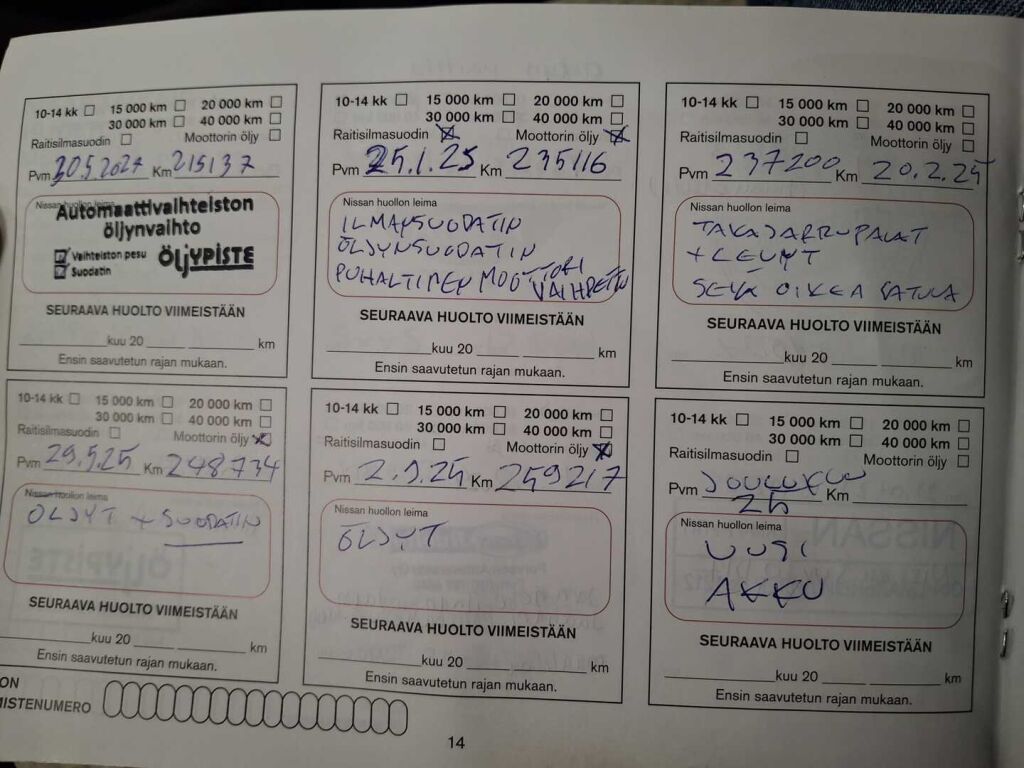 10-14 kk ☐ 15 000 km ☐ 20 000 km ☐
30 000 km ☐ 40 000 km ☐
Raitisilmasuodin ☐ Moottorin öljy ☐
Pvm 30.5.2024 Km 215137
Nissan huollon leima
Automaattivaihteiston
öljynvaihto
☑ Vaihteiston pesu
☑ Suodatin
ÖLJYPISTE
SEURAAVA HUOLTO VIIMEISTÄÄN
kuu 20 km
Ensin saavutetun rajan mukaan.
10-14 kk ☐ 15 000 km ☐ 20 000 km ☐
30 000 km ☐ 40 000 km ☐
Raitisilmasuodin ☒ Moottorin öljy ☒
Pvm 25.1.25 Km 235116
Nissan huollon leima
ILMANSUODATIN
ÖLJYNSUODATIN
PUHALTIMEN MOOTTORI
VAIHDETTU
SEURAAVA HUOLTO VIIMEISTÄÄN
kuu 20 km
Ensin saavutetun rajan mukaan.
10-14 kk ☐ 15 000 km ☐ 20 000 km ☐
30 000 km ☐ 40 000 km ☐
Raitisilmasuodin ☐ Moottorin öljy ☐
Pvm 237200 Km 20.2.25
Nissan huollon leima
TAKAJARRUPALAT
+ LEVYT
SEKÄ OIKEA SATULA
SEURAAVA HUOLTO VIIMEISTÄÄN
kuu 20 km
Ensin saavutetun rajan mukaan.
10-14 kk ☐ 15 000 km ☐ 20 000 km ☐
30 000 km ☐ 40 000 km ☐
Raitisilmasuodin ☐ Moottorin öljy ☒
Pvm 29.5.25 Km 248734
Nissan huollon leima
ÖLJYT + SUODATIN
SEURAAVA HUOLTO VIIMEISTÄÄN
kuu 20 km
Ensin saavutetun rajan mukaan.
10-14 kk ☐ 15 000 km ☐ 20 000 km ☐
30 000 km ☐ 40 000 km ☐
Raitisilmasuodin ☐ Moottorin öljy ☒
Pvm 2.9.25 Km 259217
Nissan huollon leima
ÖLJYT
SEURAAVA HUOLTO VIIMEISTÄÄN
kuu 20 km
Ensin saavutetun rajan mukaan.
10-14 kk ☐ 15 000 km ☐ 20 000 km ☐
30 000 km ☐ 40 000 km ☐
Raitisilmasuodin ☐ Moottorin öljy ☐
Pvm JOULUKUU Km
25
Nissan huollon leima
UUSI
AKKU
SEURAAVA HUOLTO VIIMEISTÄÄN
kuu 20 km
Ensin saavutetun rajan mukaan.
ON
MISTENUMERO
14